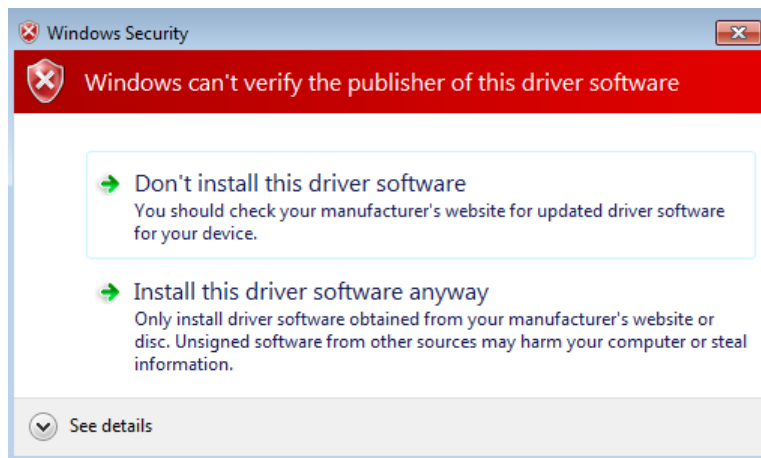 Windows Security
Windows can't verify the publisher of this driver software
Don't install this driver software
You should check your manufacturer's website for updated driver software
for your device.
Install this driver software anyway
Only install driver software obtained from your manufacturer's website or
disc. Unsigned software from other sources may harm your computer or steal
information.
See details